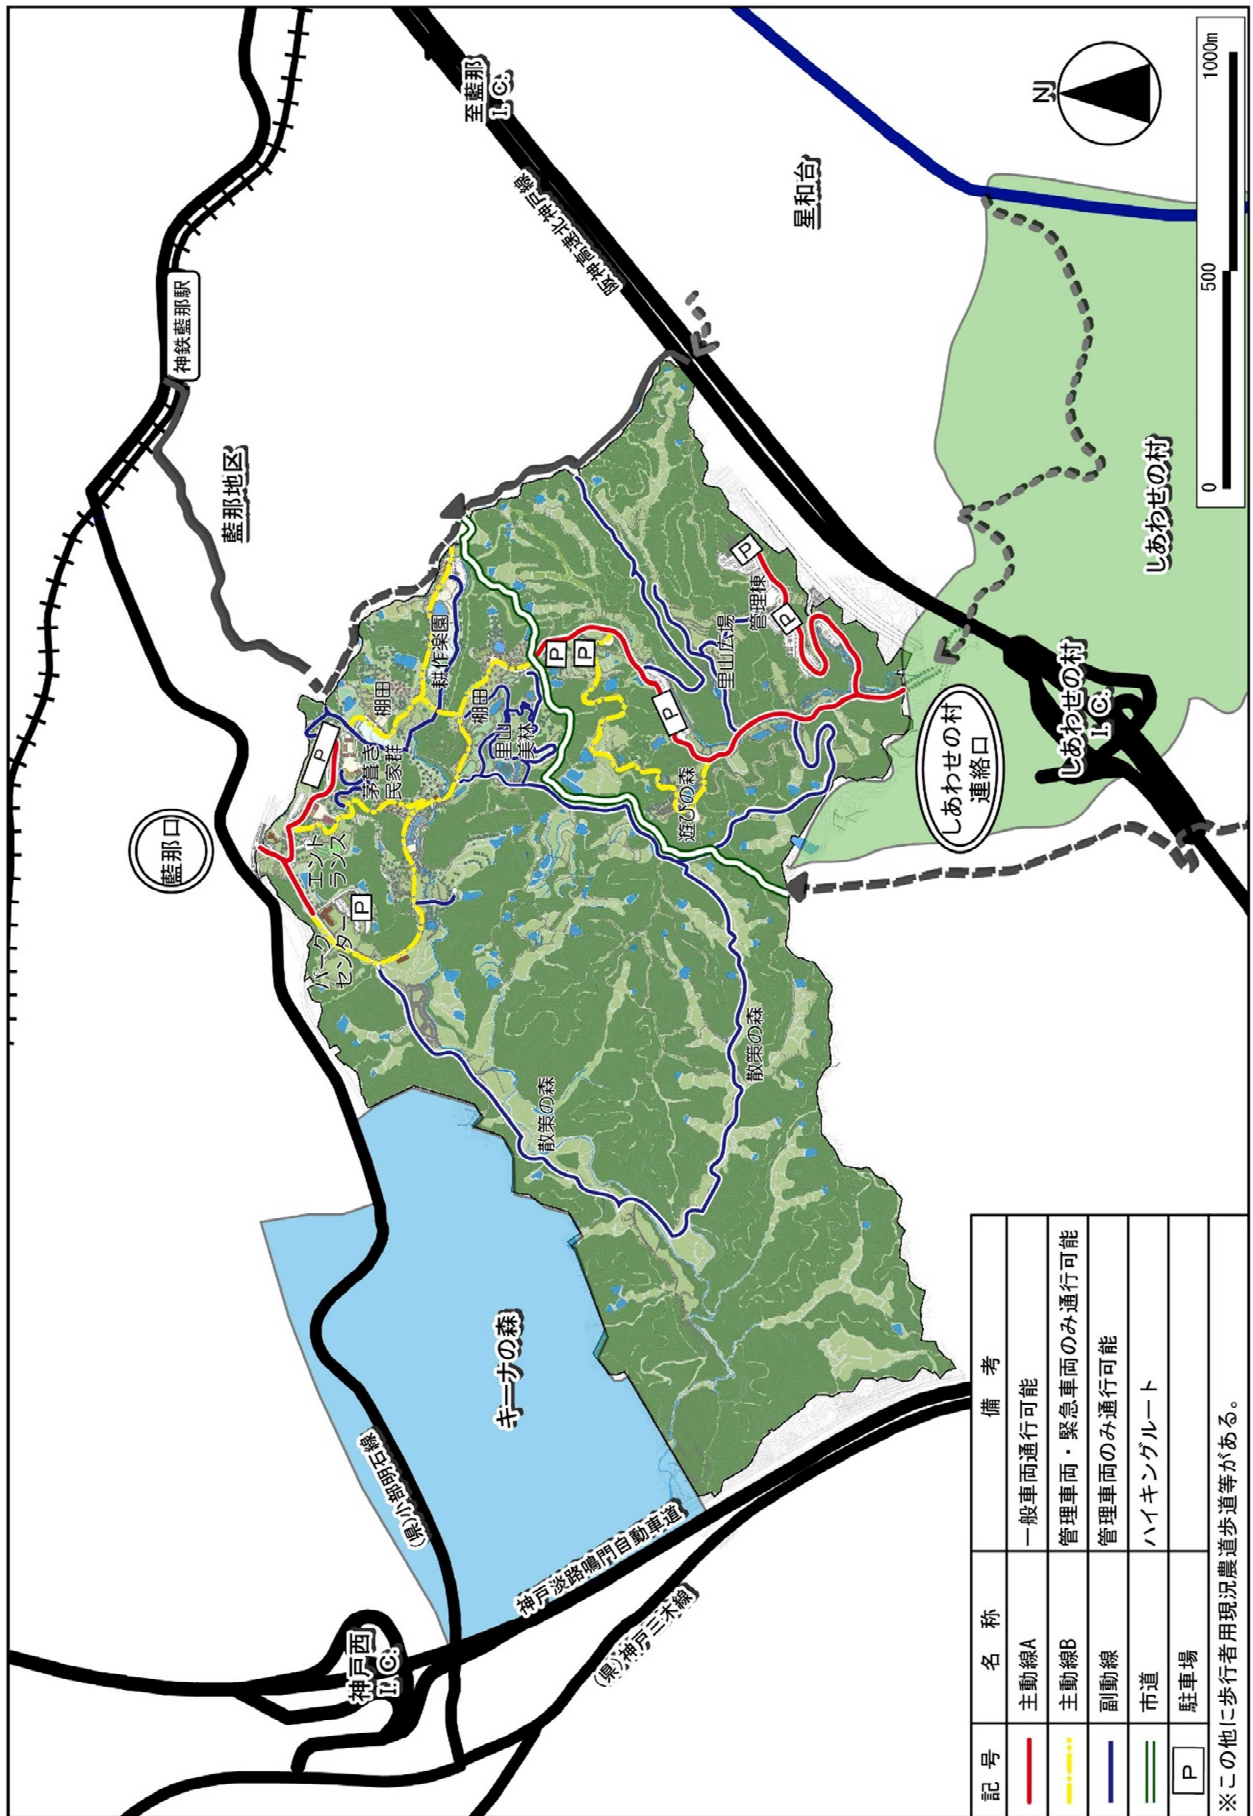 神戸西
I.C.
(県)小部明石線
神戸淡路鳴門自動車道
(県)神戸三木線
キーナの森
藍那口
パーク
センター
エント
ランス
茅葺き
民家群
棚田
耕作楽園
棚田
里山
美林
遊びの森
里山広場
管理棟
散策の森
散策の森
P
P
P
P
P
P
P
藍那地区
神鉄藍那駅
至藍那
I.C.
阪神高速北神戸線
星和台
しあわせの村
連絡口
しあわせの村
I.C.
しあわせの村
N
0 500 1000m
記号 名称 備考
主動線A 一般車両通行可能
主動線B 管理車両・緊急車両のみ通行可能
副動線 管理車両のみ通行可能
市道 ハイキングルート
P 駐車場
※この他に歩行者用現況農道歩道等がある。